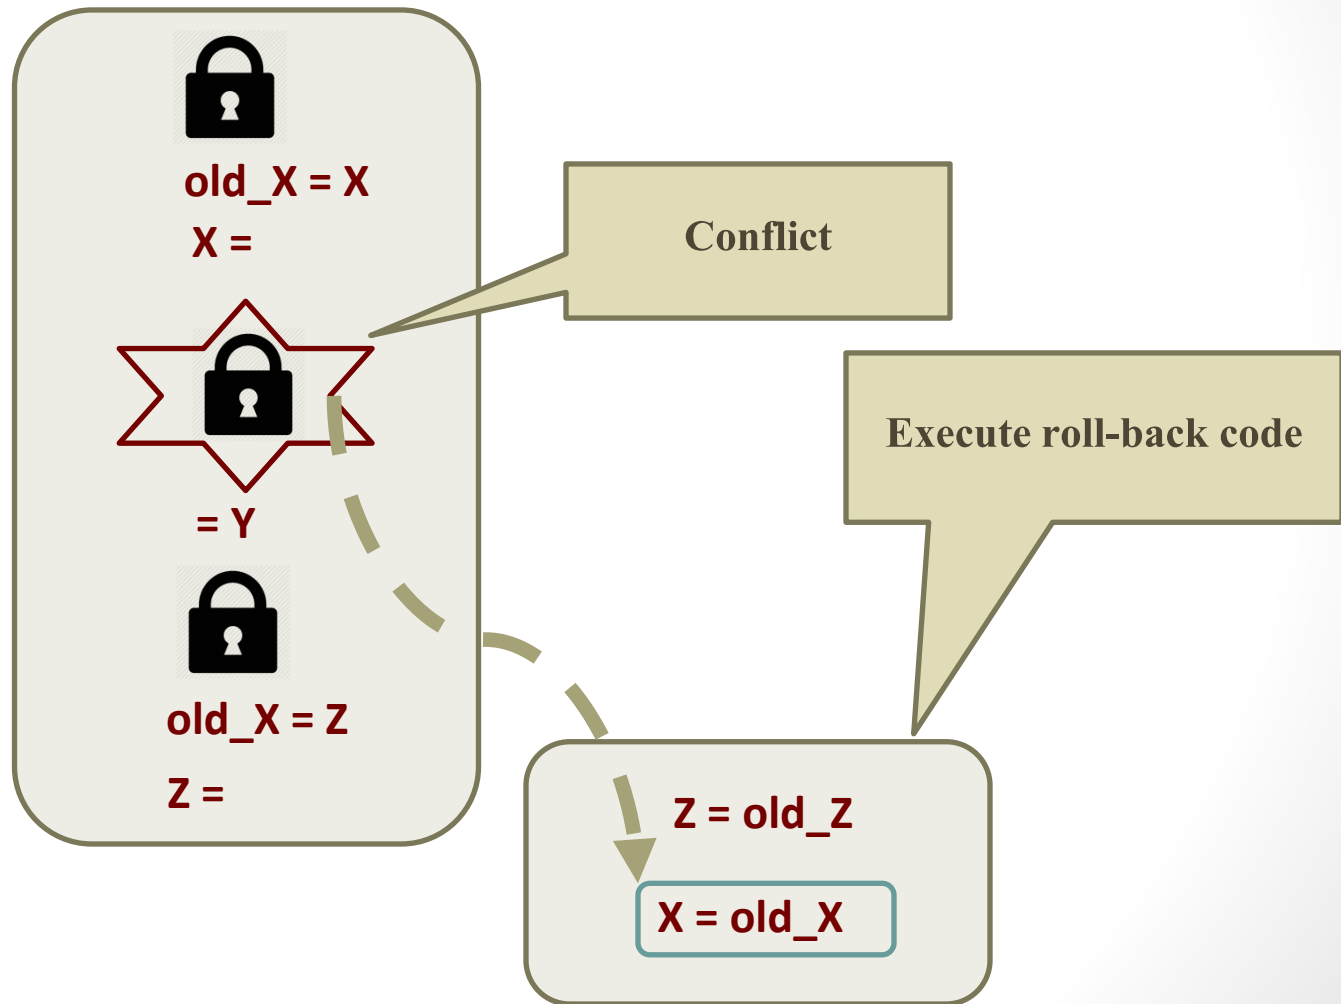 old_X = X
X =
Conflict
= Y
Execute roll-back code
old_X = Z
Z =
Z = old_Z
X = old_X